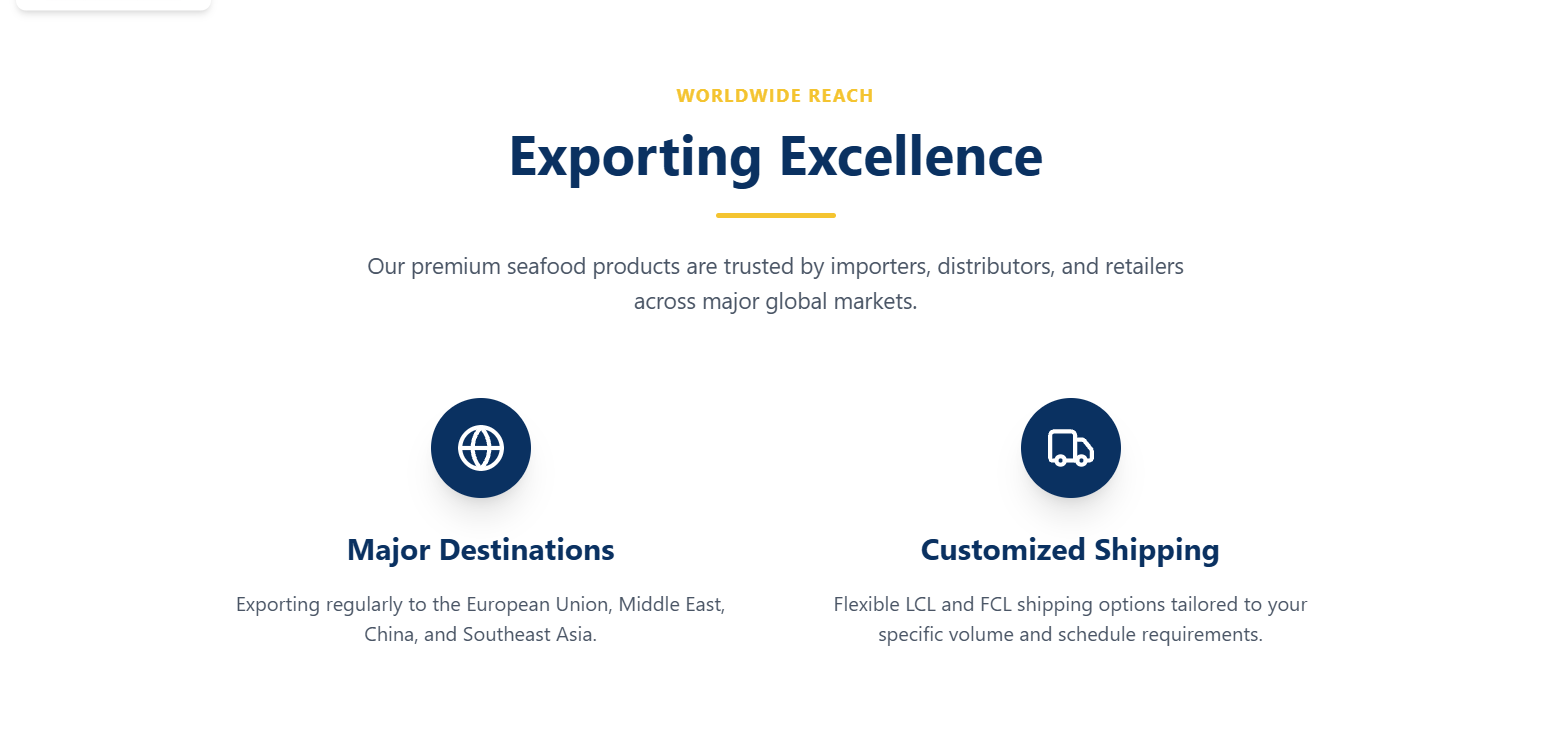 WORLDWIDE REACH
Exporting Excellence
Our premium seafood products are trusted by importers, distributors, and retailers
across major global markets.
Major Destinations
Exporting regularly to the European Union, Middle East,
China, and Southeast Asia.
Customized Shipping
Flexible LCL and FCL shipping options tailored to your
specific volume and schedule requirements.